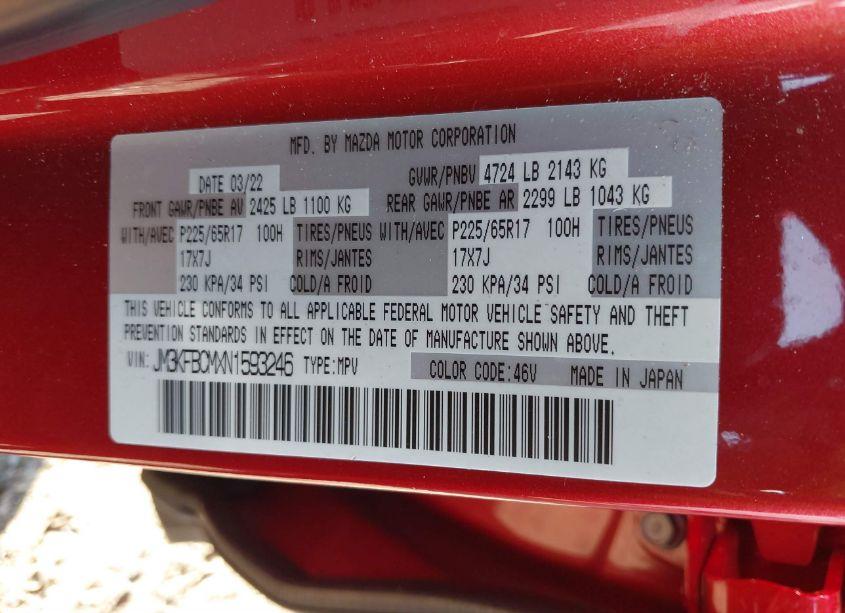 MFD. BY MAZDA MOTOR CORPORATION
DATE 03/22 GVWR/PNBV 4724 LB 2143 KG
FRONT GAWR/PNBE AV 2425 LB 1100 KG REAR GAWR/PNBE AR 2299 LB 1043 KG
WITH/AVEC P225/65R17 100H TIRES/PNEUS WITH/AVEC P225/65R17 100H TIRES/PNEUS
17X7J RIMS/JANTES 17X7J RIMS/JANTES
230 KPA/34 PSI COLD/A FROID 230 KPA/34 PSI COLD/A FROID
THIS VEHICLE CONFORMS TO ALL APPLICABLE FEDERAL MOTOR VEHICLE SAFETY AND THEFT
PREVENTION STANDARDS IN EFFECT ON THE DATE OF MANUFACTURE SHOWN ABOVE.
VIN: JM3KFBCMXN1593246 TYPE:MPV COLOR CODE:46V MADE IN JAPAN